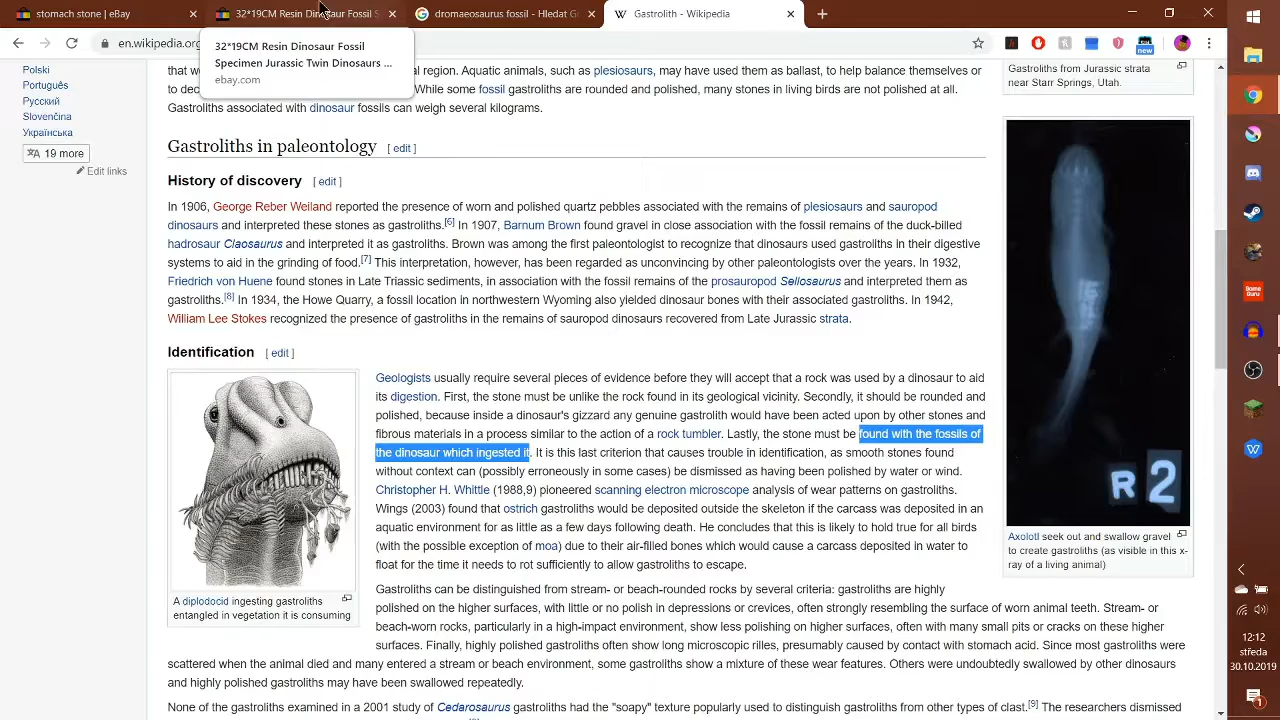 stomach stone | eBay
32*19CM Resin Dinosaur Fossil S
dromaeosaurus fossil - Hledat G
Gastrolith - Wikipedia
en.wikipedia.org
new
32*19CM Resin Dinosaur Fossil
Specimen Jurassic Twin Dinosaurs ...
ebay.com
Polski
Português
Русский
Slovenčina
Українська
19 more
Edit links
that w
al region. Aquatic animals, such as plesiosaurs, may have used them as ballast, to help balance themselves or
to dec
While some fossil gastroliths are rounded and polished, many stones in living birds are not polished at all.
Gastroliths associated with dinosaur fossils can weigh several kilograms.
Gastroliths in paleontology [ edit ]
History of discovery [ edit ]
In 1906, George Reber Weiland reported the presence of worn and polished quartz pebbles associated with the remains of plesiosaurs and sauropod
dinosaurs and interpreted these stones as gastroliths.[6] In 1907, Barnum Brown found gravel in close association with the fossil remains of the duck-billed
hadrosaur Claosaurus and interpreted it as gastroliths. Brown was among the first paleontologist to recognize that dinosaurs used gastroliths in their digestive
systems to aid in the grinding of food.[7] This interpretation, however, has been regarded as unconvincing by other paleontologists over the years. In 1932,
Friedrich von Huene found stones in Late Triassic sediments, in association with the fossil remains of the prosauropod Sellosaurus and interpreted them as
gastroliths.[8] In 1934, the Howe Quarry, a fossil location in northwestern Wyoming also yielded dinosaur bones with their associated gastroliths. In 1942,
William Lee Stokes recognized the presence of gastroliths in the remains of sauropod dinosaurs recovered from Late Jurassic strata.
Identification [ edit ]
Geologists usually require several pieces of evidence before they will accept that a rock was used by a dinosaur to aid
its digestion. First, the stone must be unlike the rock found in its geological vicinity. Secondly, it should be rounded and
polished, because inside a dinosaur's gizzard any genuine gastrolith would have been acted upon by other stones and
fibrous materials in a process similar to the action of a rock tumbler. Lastly, the stone must be found with the fossils of
the dinosaur which ingested it. It is this last criterion that causes trouble in identification, as smooth stones found
without context can (possibly erroneously in some cases) be dismissed as having been polished by water or wind.
Christopher H. Whittle (1988,9) pioneered scanning electron microscope analysis of wear patterns on gastroliths.
Wings (2003) found that ostrich gastroliths would be deposited outside the skeleton if the carcass was deposited in an
aquatic environment for as little as a few days following death. He concludes that this is likely to hold true for all birds
(with the possible exception of moa) due to their air-filled bones which would cause a carcass deposited in water to
float for the time it needs to rot sufficiently to allow gastroliths to escape.
A diplodocid ingesting gastroliths
entangled in vegetation it is consuming
Gastroliths can be distinguished from stream- or beach-rounded rocks by several criteria: gastroliths are highly
polished on the higher surfaces, with little or no polish in depressions or crevices, often strongly resembling the surface of worn animal teeth. Stream- or
beach-worn rocks, particularly in a high-impact environment, show less polishing on higher surfaces, often with many small pits or cracks on these higher
surfaces. Finally, highly polished gastroliths often show long microscopic rilles, presumably caused by contact with stomach acid. Since most gastroliths were
scattered when the animal died and many entered a stream or beach environment, some gastroliths show a mixture of these wear features. Others were undoubtedly swallowed by other dinosaurs
and highly polished gastroliths may have been swallowed repeatedly.
None of the gastroliths examined in a 2001 study of Cedarosaurus gastroliths had the "soapy" texture popularly used to distinguish gastroliths from other types of clast.[9] The researchers dismissed
Gastroliths from Jurassic strata
near Starr Springs, Utah.
R 2
Axolotl seek out and swallow gravel
to create gastroliths (as visible in this x-
ray of a living animal)
12:12
středa
30.10.2019